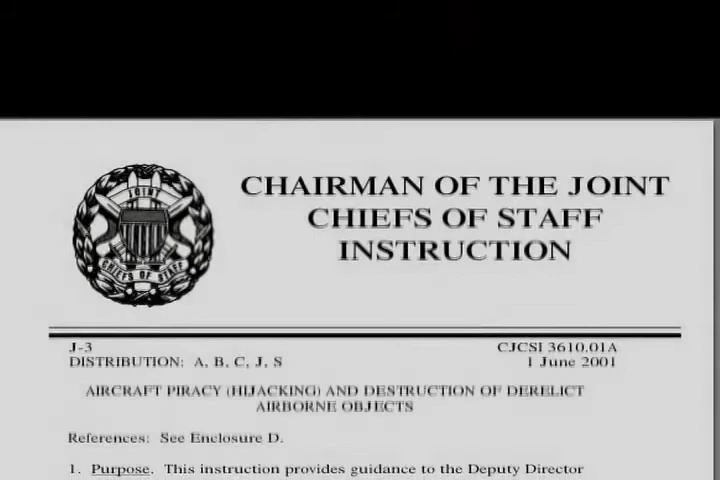 JOINT
CHIEFS OF STAFF
CHAIRMAN OF THE JOINT
CHIEFS OF STAFF
INSTRUCTION
J-3
CJCSI 3610.01A
DISTRIBUTION: A, B, C, J, S
1 June 2001
AIRCRAFT PIRACY (HIJACKING) AND DESTRUCTION OF DERELICT
AIRBORNE OBJECTS
References: See Enclosure D.
1. Purpose. This instruction provides guidance to the Deputy Director